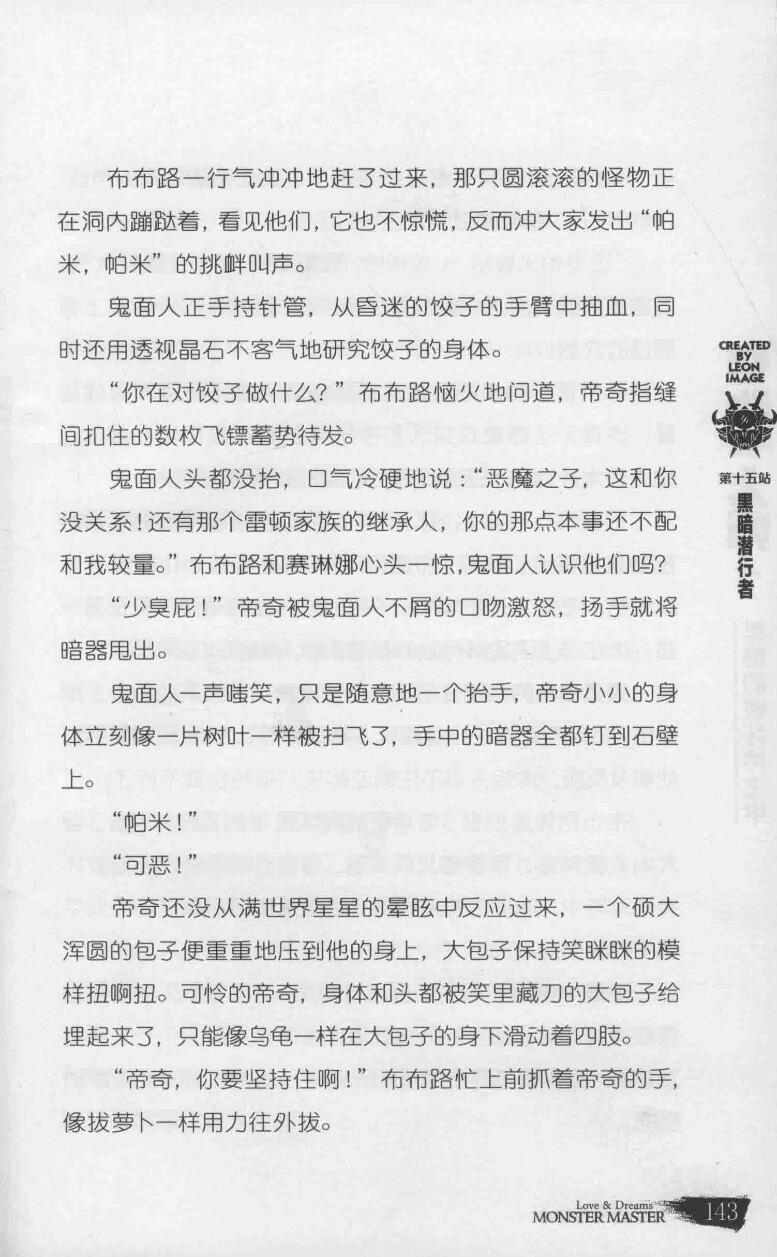 布布路一行气冲冲地赶了过来，那只圆滚滚的怪物正
在洞内蹦跶着，看见他们，它也不惊慌，反而冲大家发出“帕
米，帕米”的挑衅叫声。
鬼面人正手持针管，从昏迷的饺子的手臂中抽血，同
时还用透视晶石不客气地研究饺子的身体。
“你在对饺子做什么？”布布路恼火地问道，帝奇指缝
间扣住的数枚飞镖蓄势待发。
鬼面人头都没抬，口气冷硬地说：“恶魔之子，这和你
没关系！还有那个雷顿家族的继承人，你的那点本事还不配
和我较量。”布布路和赛琳娜心头一惊，鬼面人认识他们吗？
“少臭屁！”帝奇被鬼面人不屑的口吻激怒，扬手就将
暗器甩出。
鬼面人一声嗤笑，只是随意地一个抬手，帝奇小小的身
体立刻像一片树叶一样被扫飞了，手中的暗器全都钉到石壁
上。
“帕米！”
“可恶！”
帝奇还没从满世界星星的晕眩中反应过来，一个硕大
浑圆的包子便重重地压到他的身上，大包子保持笑眯眯的模
样扭啊扭。可怜的帝奇，身体和头都被笑里藏刀的大包子给
埋起来了，只能像乌龟一样在大包子的身下滑动着四肢。
“帝奇，你要坚持住啊！”布布路忙上前抓着帝奇的手，
像拔萝卜一样用力往外拔。
CREATED
BY
LEON
IMAGE
第十五站
黑暗潜行者
Love & Dreams
MONSTER MASTER
143